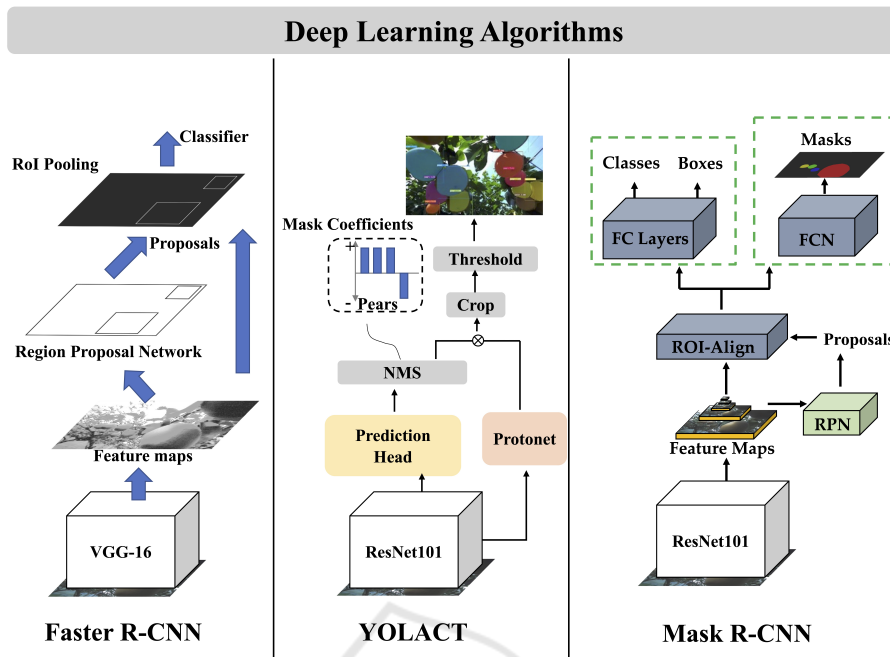 Deep Learning Algorithms
Classifier
RoI Pooling
Proposals
Region Proposal Network
Feature maps
VGG-16
Faster R-CNN
Mask Coefficients
+
- Pears
Threshold
Crop
NMS
Prediction
Head
Protonet
ResNet101
YOLACT
Masks
Classes
Boxes
FC Layers
FCN
ROI-Align
Proposals
RPN
Feature Maps
ResNet101
Mask R-CNN